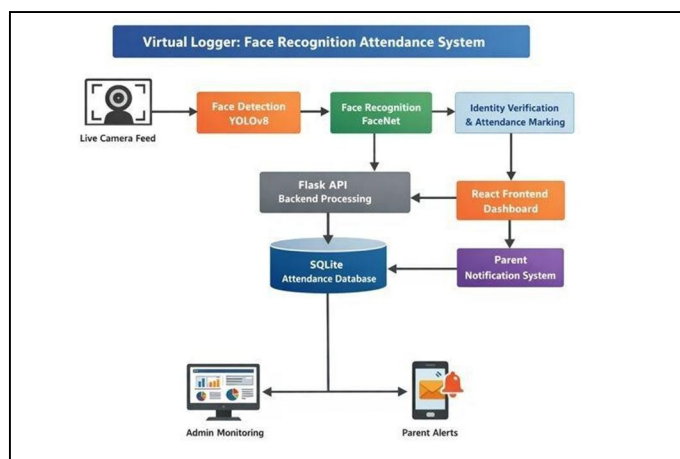 Virtual Logger: Face Recognition Attendance System
Live Camera Feed
Face Detection
YOLOv8
Face Recognition
FaceNet
Identity Verification
& Attendance Marking
Flask API
Backend Processing
React Frontend
Dashboard
SQLite
Attendance Database
Parent
Notification System
Admin Monitoring
Parent Alerts